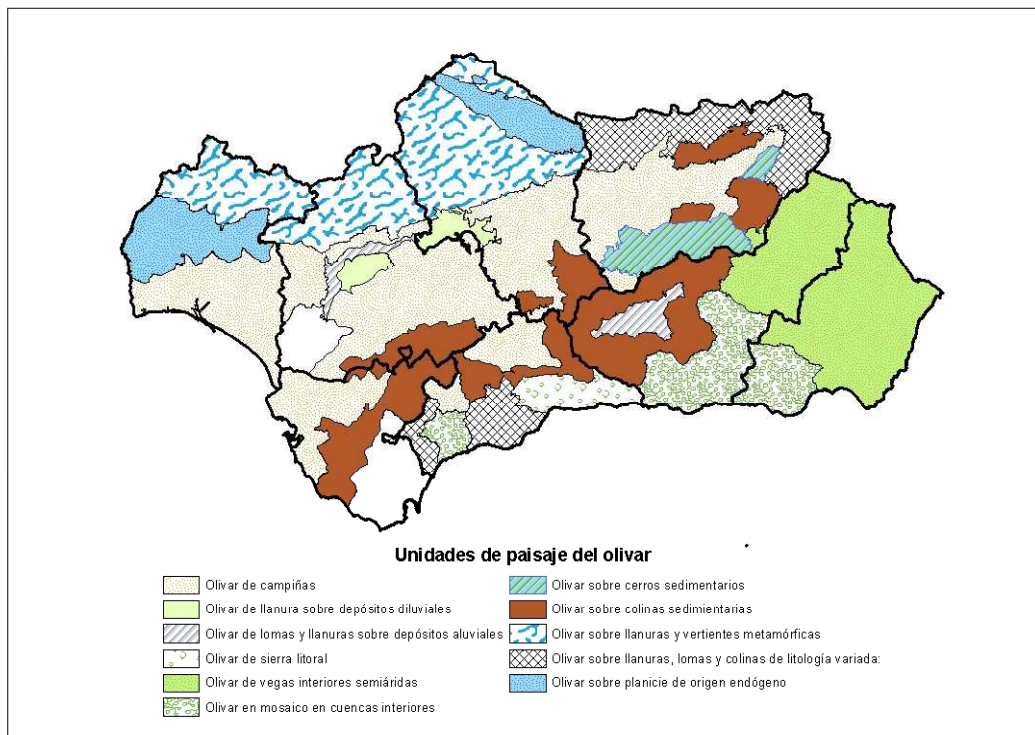 Unidades de paisaje del olivar
Olivar de campiñas
Olivar de llanura sobre depósitos diluviales
Olivar de lomas y llanuras sobre depósitos aluviales
Olivar de sierra litoral
Olivar de vegas interiores semiáridas
Olivar en mosaico en cuencas interiores
Olivar sobre cerros sedimentarios
Olivar sobre colinas sedimientarias
Olivar sobre llanuras y vertientes metamórficas
Olivar sobre llanuras, lomas y colinas de litología variada:
Olivar sobre planicie de origen endógeno